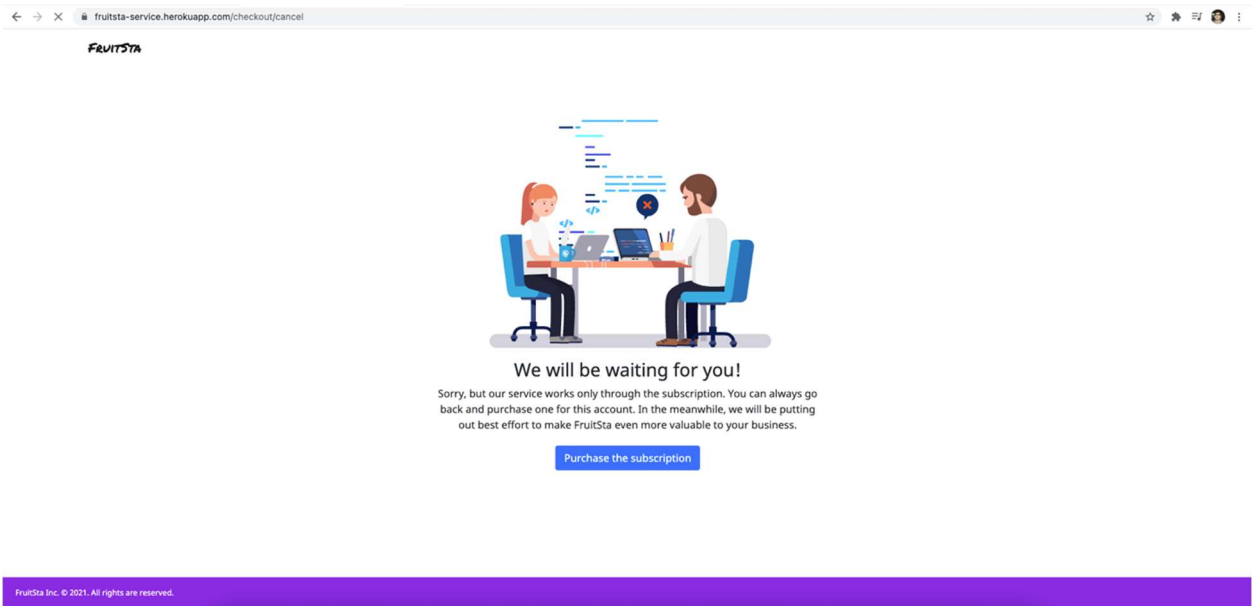 fruitsta-service.herokuapp.com/checkout/cancel
FRUITSTA
We will be waiting for you!
Sorry, but our service works only through the subscription. You can always go
back and purchase one for this account. In the meanwhile, we will be putting
out best effort to make FruitSta even more valuable to your business.
Purchase the subscription
FruitSta Inc. © 2021. All rights are reserved.